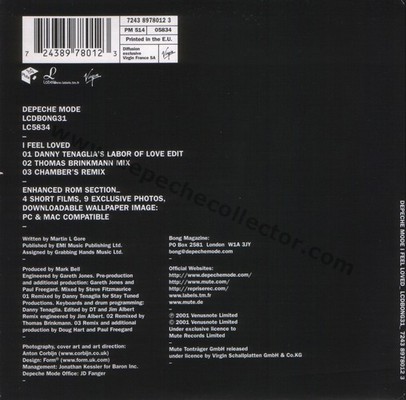 7243 8978012 3
PM 514 05834
Printed in the E.U.
Diffusion
exclusive
Virgin France SA
7 24389 78012 3
Virgin
DEPECHE MODE
LCDBONG31
LC5834
I FEEL LOVED
01 DANNY TENAGLIA'S LABOR OF LOVE EDIT
02 THOMAS BRINKMANN MIX
03 CHAMBER'S REMIX
ENHANCED ROM SECTION_
4 SHORT FILMS, 9 EXCLUSIVE PHOTOS,
DOWNLOADABLE WALLPAPER IMAGE:
PC & MAC COMPATIBLE
Written by Martin L Gore
Published by EMI Music Publishing Ltd.
Assigned by Grabbing Hands Music Ltd.
Produced by Mark Bell
Engineered by Gareth Jones. Pre-production
and additional production: Gareth Jones and
Paul Freegard. Mixed by Steve Fitzmaurice
01 Remixed by Danny Tenaglia for Stay Tuned
Productions. Keyboards and drum programming:
Danny Tenaglia. Edited by DT and Jim Albert
Remix engineered by Jim Albert. 02 Remixed by
Thomas Brinkmann. 03 Remix and additional
production by Doug Hart and Paul Freegard
Photography, cover art and art direction:
Anton Corbijn (www.corbijn.co.uk)
Design: Form® (www.form.uk.com)
Management: Jonathan Kessler for Baron Inc.
Depeche Mode Office: JD Fanger
Bong Magazine:
PO Box 2581 London W1A 3JY
bong@depechemode.com
Official Websites:
http://www.depechemode.com/
http://www.mute.com/
http://repriserec.com/
www.labels.tm.fr
www.mute.de
℗ 2001 Venusnote Limited
© 2001 Venusnote Limited
Under exclusive licence to
Mute Records Limited
Mute Tonträger GmbH released
under licence by Virgin Schallplatten GmbH & Co.KG
DEPECHE MODE I FEEL LOVED. LCDBONG31. 7243 8978012 3
www.depechecollector.com